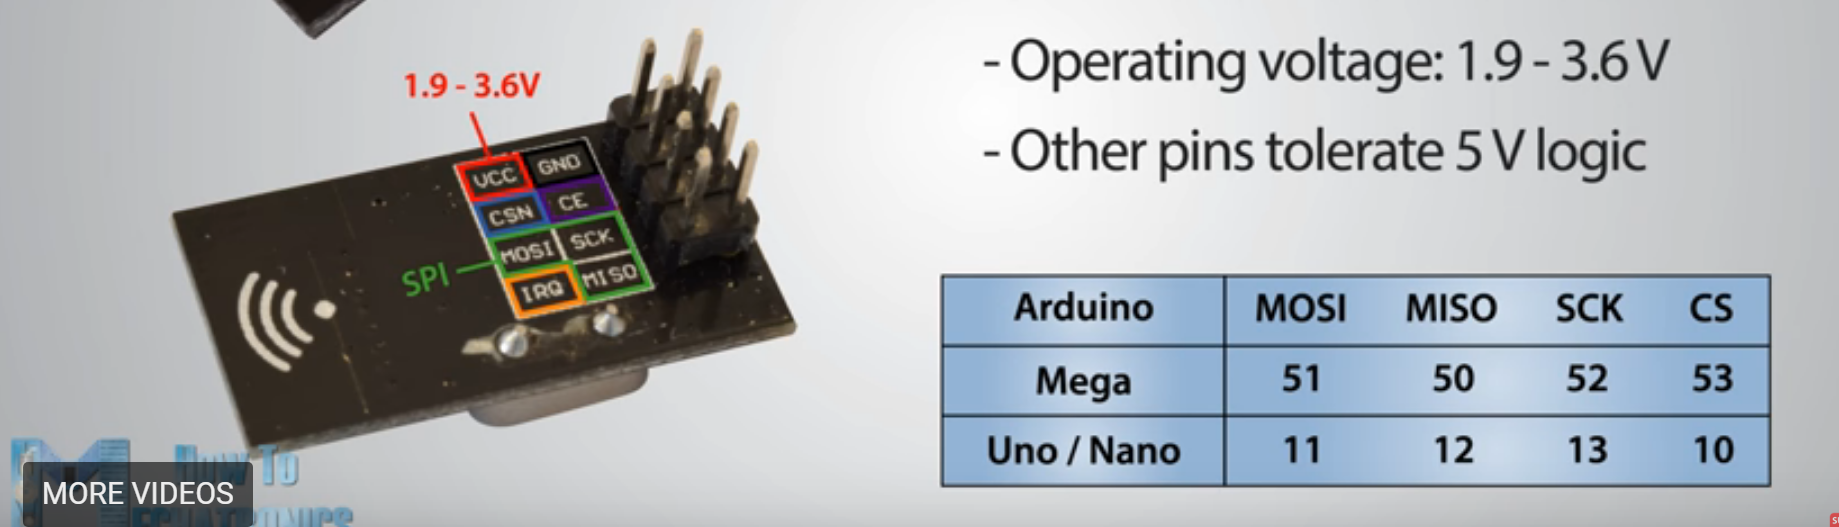 1.9 - 3.6V
VCC GND
CSN CE
MOSI SCK
SPI
IRQ MISO
- Operating voltage: 1.9 - 3.6 V
- Other pins tolerate 5 V logic
Arduino MOSI MISO SCK CS
Mega 51 50 52 53
Uno / Nano 11 12 13 10
How To
MORE VIDEOS